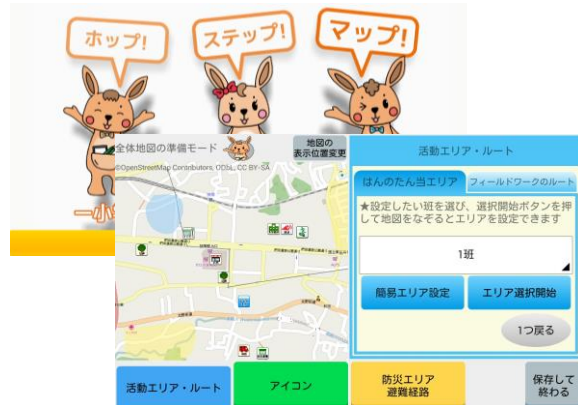 ホップ!
ステップ!
マップ!
全体地図の準備モード
地図の
表示位置変更
©OpenStreetMap Contributors, ODbL, CC BY-SA
活動エリア・ルート
はんのたん当エリア
フィールドワークのルート
★設定したい班を選び、選択開始ボタンを押
して地図をなぞるとエリアを設定できます
1班
簡易エリア設定
エリア選択開始
1つ戻る
活動エリア・ルート
アイコン
防災エリア
避難経路
保存して
終わる